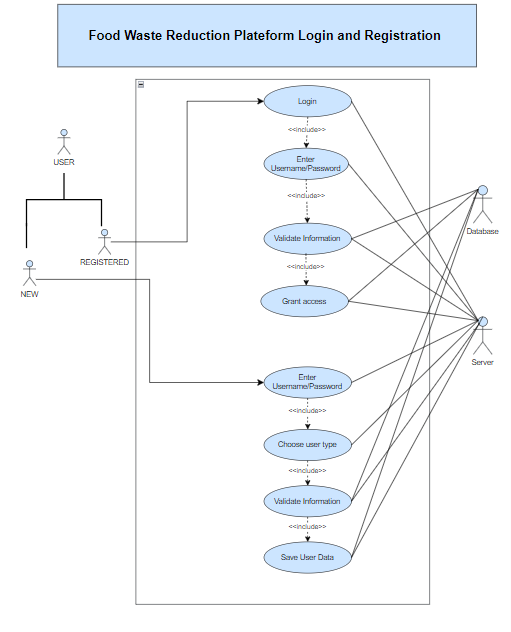 Food Waste Reduction Plateform Login and Registration
Login
<<include>>
USER
Enter
Username/Password
<<include>>
Database
Validate Information
REGISTERED
<<include>>
NEW
Grant access
Server
Enter
Username/Password
<<include>>
Choose user type
<<include>>
Validate Information
<<include>>
Save User Data